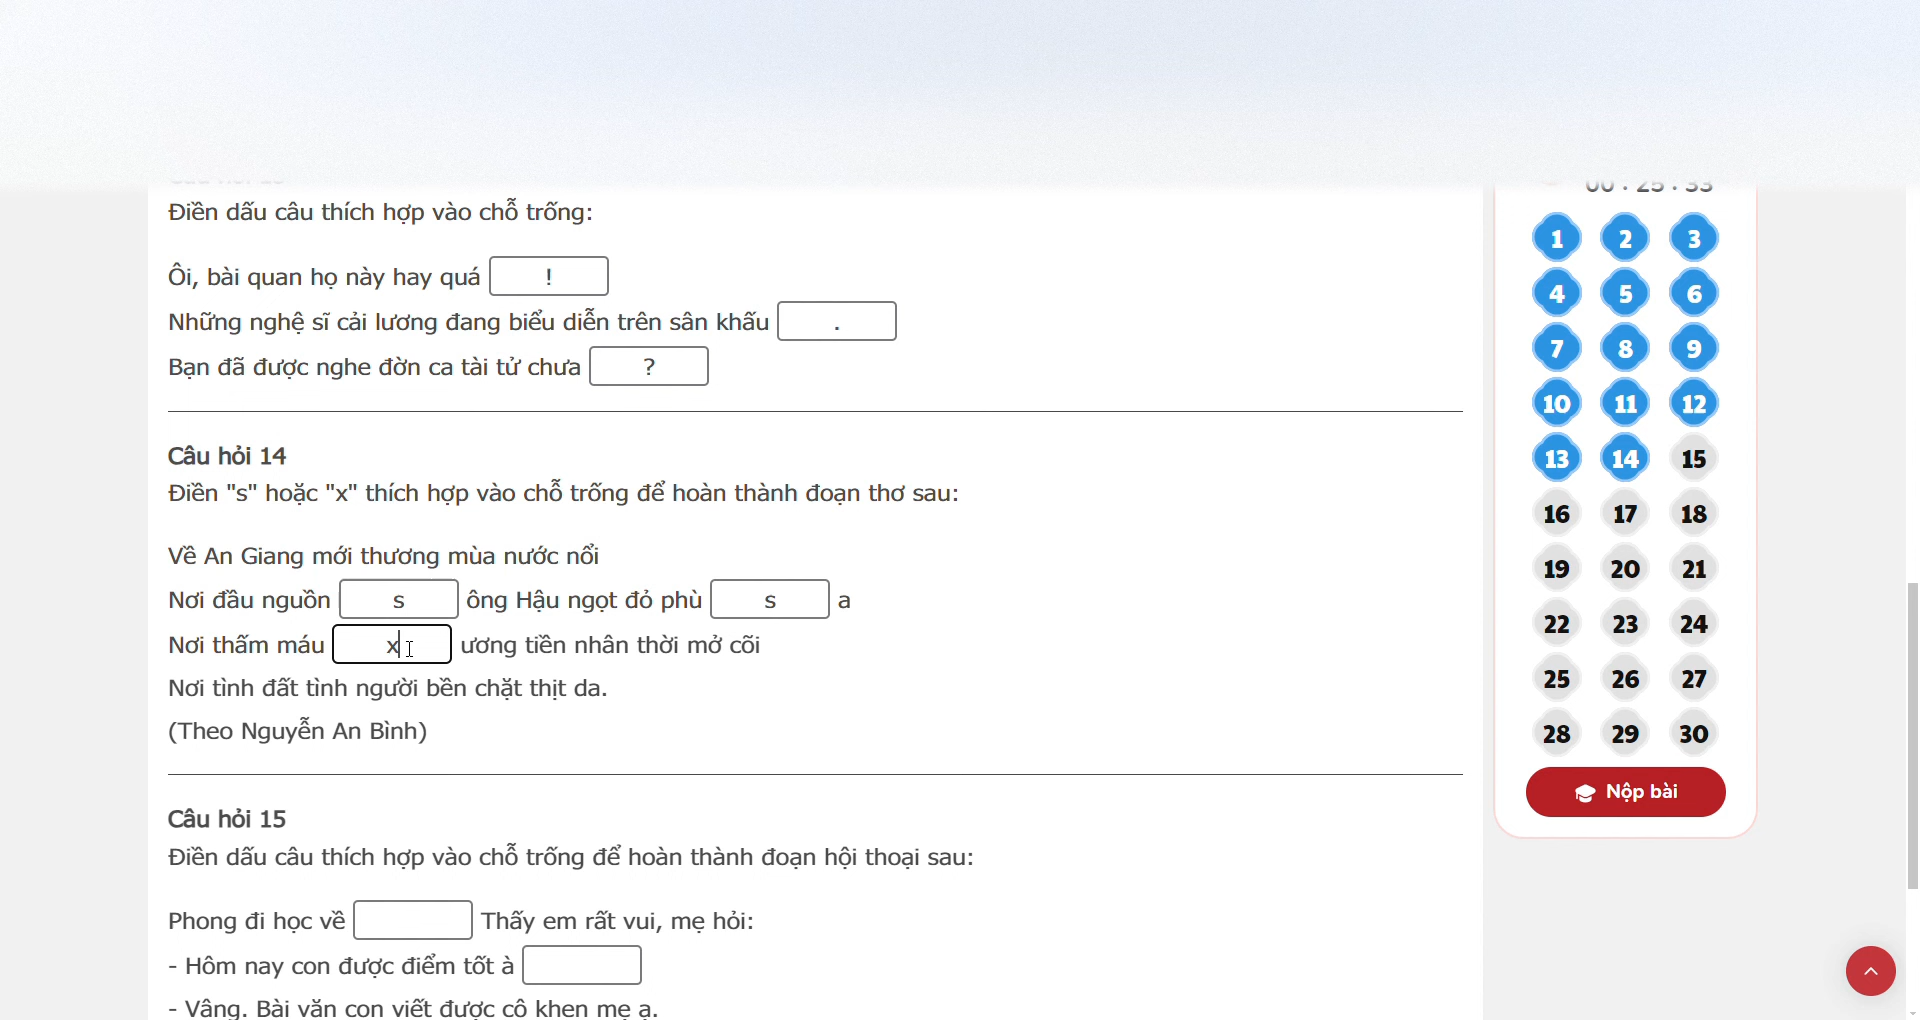 Điền dấu câu thích hợp vào chỗ trống:
Ôi, bài quan họ này hay quá !
Những nghệ sĩ cải lương đang biểu diễn trên sân khấu .
Bạn đã được nghe đờn ca tài tử chưa ?
Câu hỏi 14
Điền "s" hoặc "x" thích hợp vào chỗ trống để hoàn thành đoạn thơ sau:
Về An Giang mới thương mùa nước nổi
Nơi đầu nguồn s ông Hậu ngọt đỏ phù s a
Nơi thấm máu x ương tiền nhân thời mở cõi
Nơi tình đất tình người bền chặt thịt da.
(Theo Nguyễn An Bình)
Câu hỏi 15
Điền dấu câu thích hợp vào chỗ trống để hoàn thành đoạn hội thoại sau:
Phong đi học về Thấy em rất vui, mẹ hỏi:
- Hôm nay con được điểm tốt à
- Vâng. Bài văn con viết được cô khen mẹ ạ.
00 : 25 : 33
1 2 3
4 5 6
7 8 9
10 11 12
13 14 15
16 17 18
19 20 21
22 23 24
25 26 27
28 29 30
Nộp bài